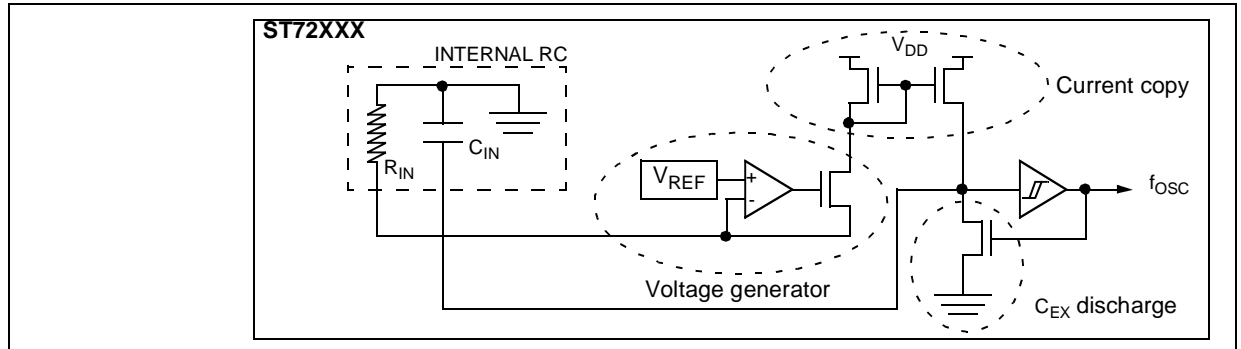 ST72XXX
INTERNAL RC
VDD
Current copy
RIN
CIN
VREF
+
-
fOSC
Voltage generator
CEX discharge